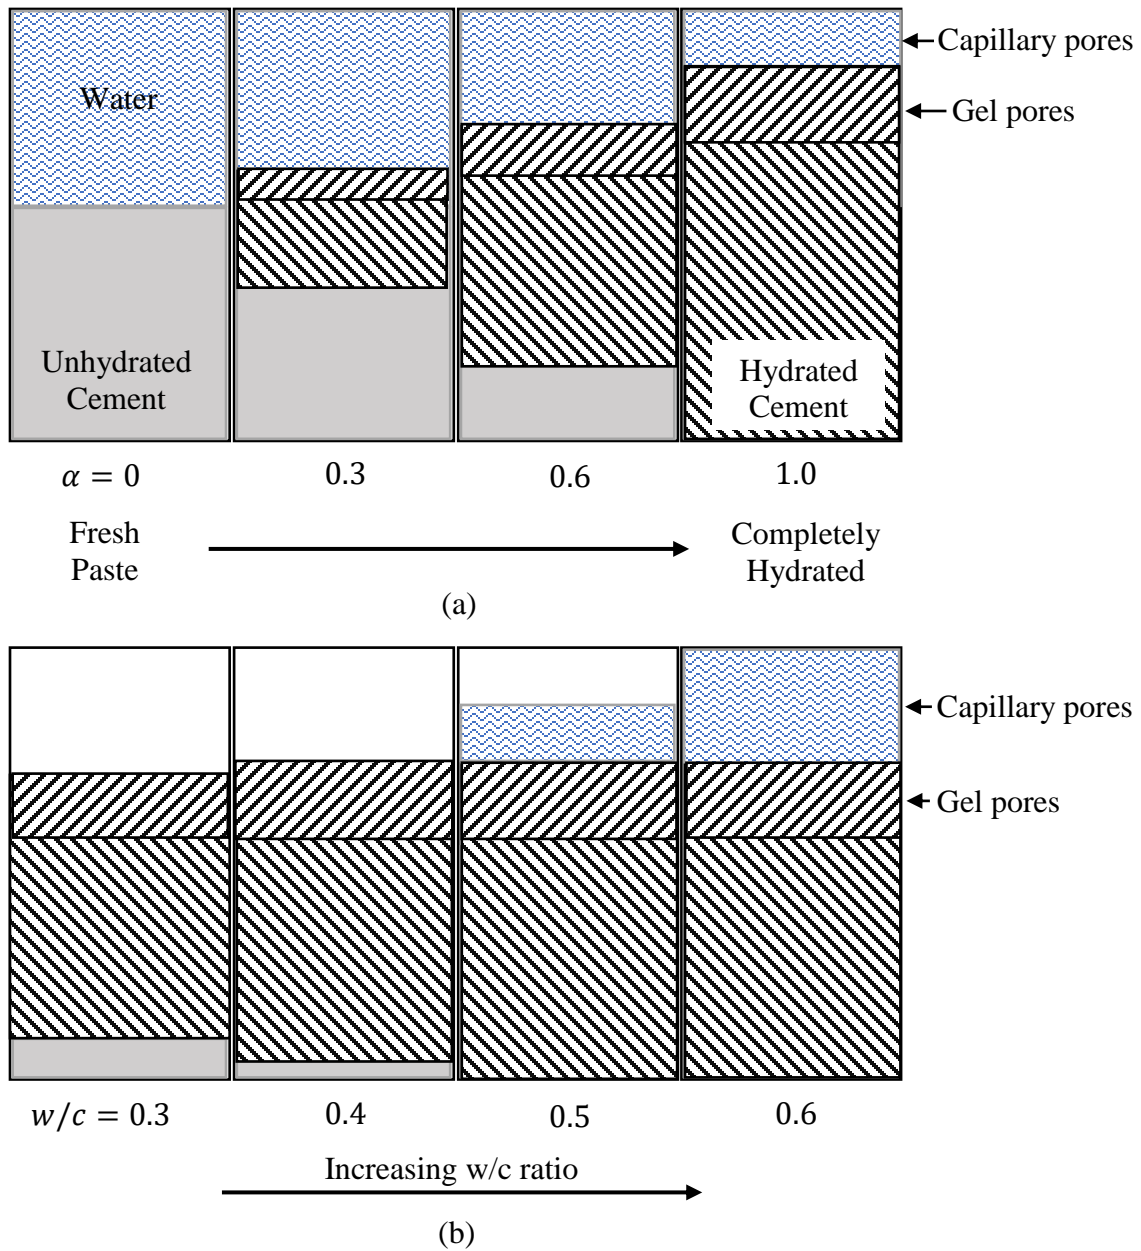 Water
Capillary pores
Gel pores
Unhydrated
Cement
Hydrated
Cement
𝛼 = 0
0.3
0.6
1.0
Fresh
Paste
Completely
Hydrated
(a)
Capillary pores
Gel pores
𝑤/𝑐 = 0.3
0.4
0.5
0.6
Increasing w/c ratio
(b)